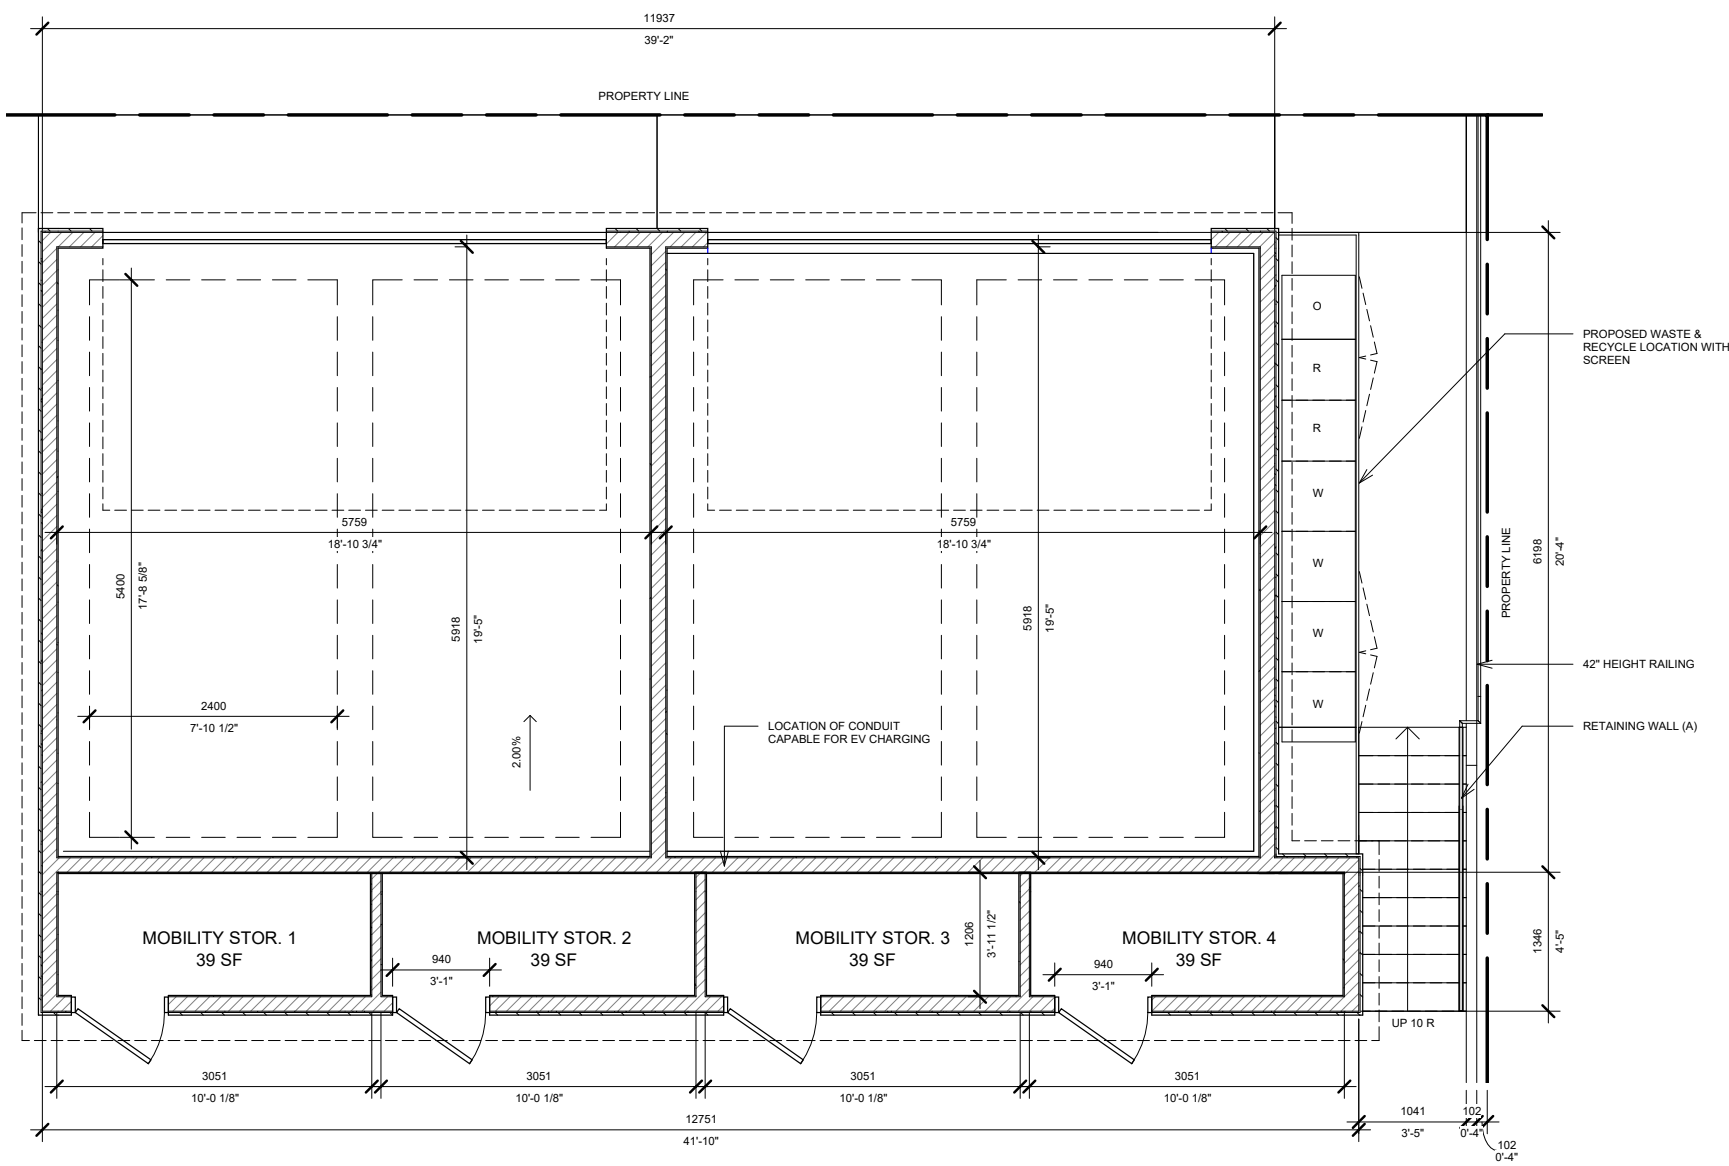 11937
39'-2"
PROPERTY LINE
O
R
R
W
W
W
W
PROPOSED WASTE &
RECYCLE LOCATION WITH
SCREEN
PROPERTY LINE
6198
20'-4"
42" HEIGHT RAILING
RETAINING WALL (A)
5759
18'-10 3/4"
5759
18'-10 3/4"
5400
17'-8 5/8"
5918
19'-5"
5918
19'-5"
2400
7'-10 1/2"
2.00%
LOCATION OF CONDUIT
CAPABLE FOR EV CHARGING
MOBILITY STOR. 1
39 SF
MOBILITY STOR. 2
39 SF
MOBILITY STOR. 3
39 SF
MOBILITY STOR. 4
39 SF
1206
3'-11 1/2"
940
3'-1"
940
3'-1"
1346
4'-5"
UP 10 R
3051
10'-0 1/8"
3051
10'-0 1/8"
3051
10'-0 1/8"
3051
10'-0 1/8"
12751
41'-10"
1041
3'-5"
102
0'-4"
102
0'-4"